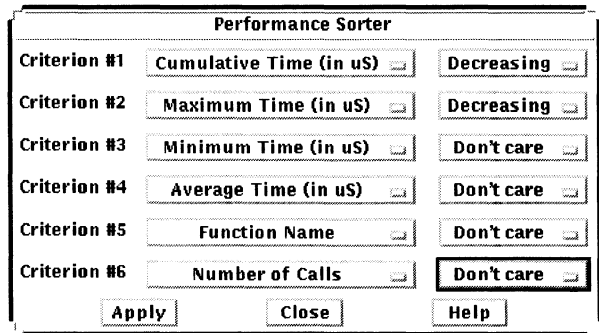 Performance Sorter
Criterion #1 Cumulative Time (in uS) Decreasing
Criterion #2 Maximum Time (in uS) Decreasing
Criterion #3 Minimum Time (in uS) Don't care
Criterion #4 Average Time (in uS) Don't care
Criterion #5 Function Name Don't care
Criterion #6 Number of Calls Don't care
Apply Close Help